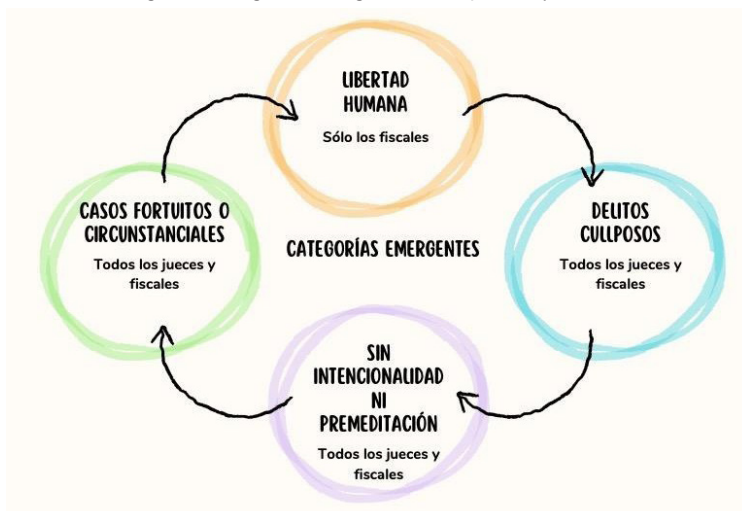 LIBERTAD
HUMANA
Sólo los fiscales
CASOS FORTUITOS O
CIRCUNSTANCIALES
Todos los jueces y
fiscales
CATEGORÍAS EMERGENTES
DELITOS
CULLPOSOS
Todos los jueces y
fiscales
SIN
INTENCIONALIDAD
NI
PREMEDITACIÓN
Todos los jueces y
fiscales